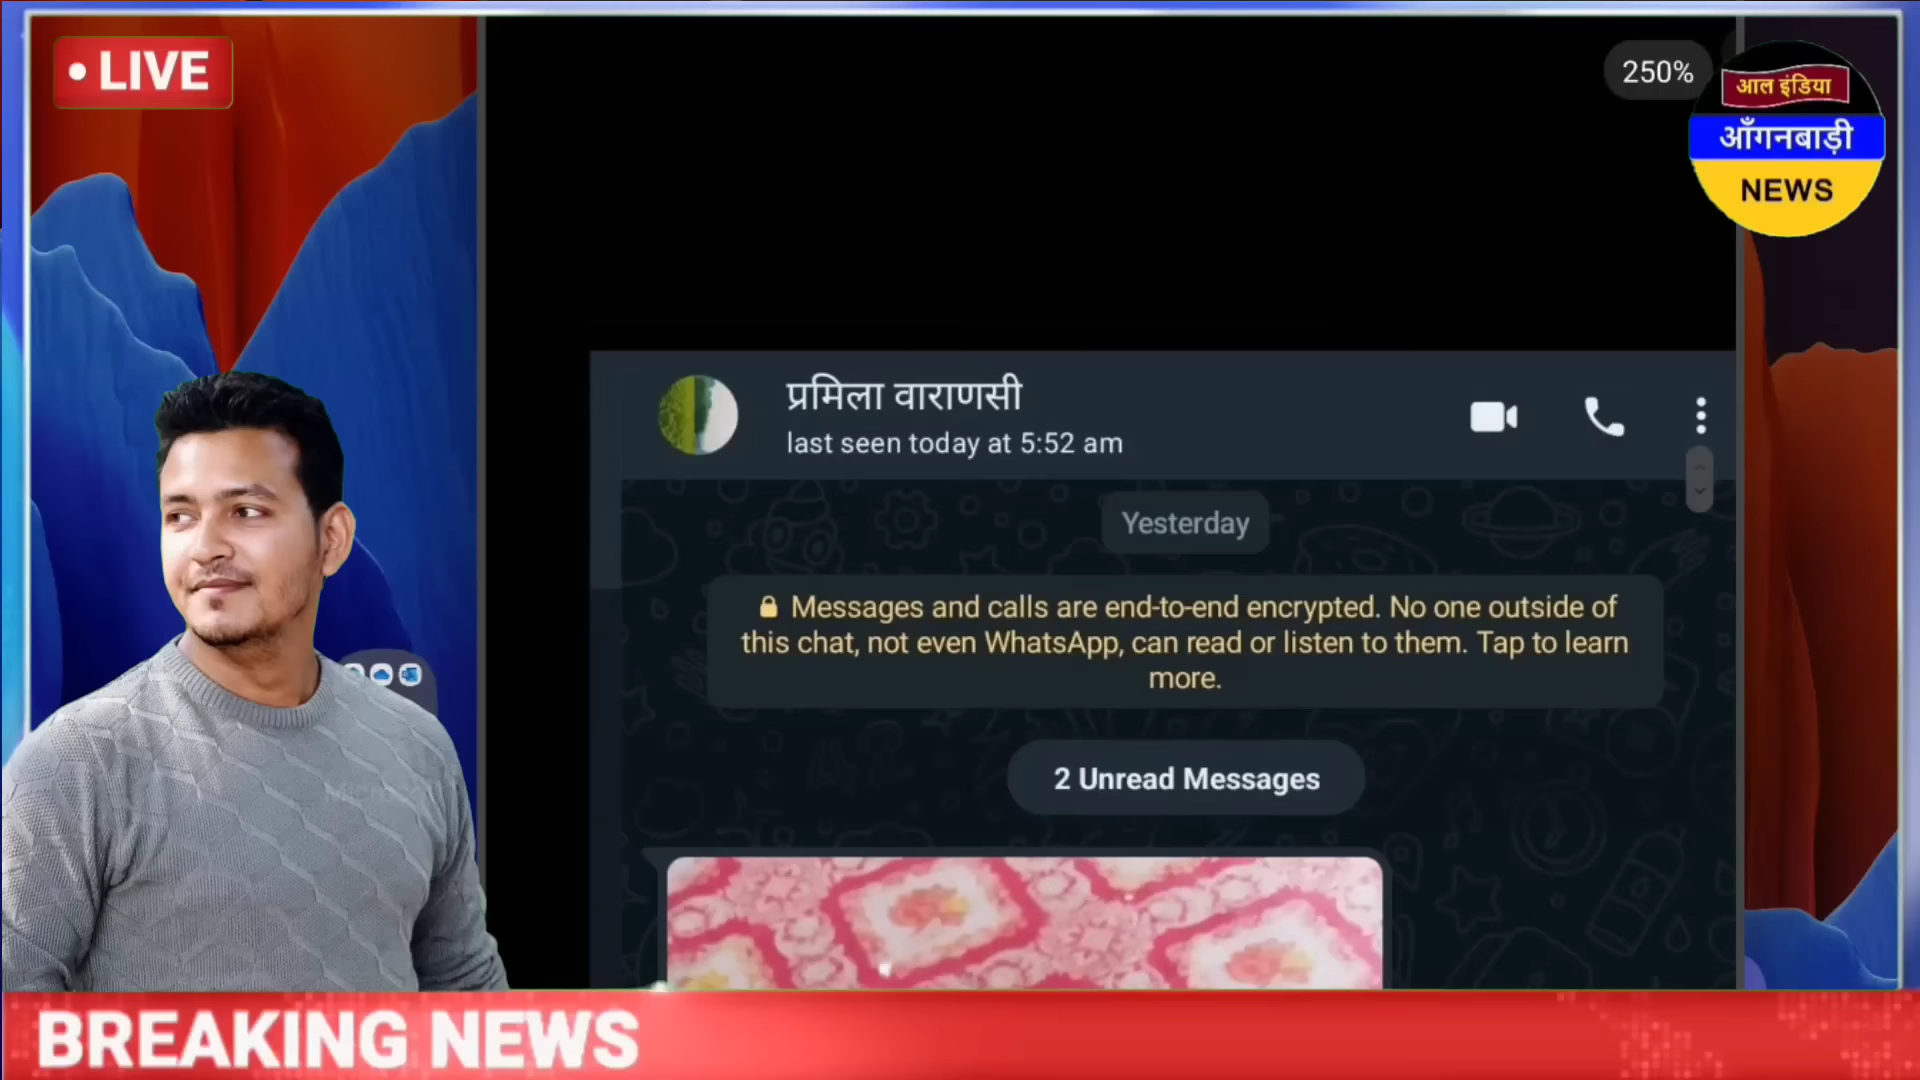 LIVE
250%
आल इंडिया
आँगनबाड़ी
NEWS
प्रमिला वाराणसी
last seen today at 5:52 am
Yesterday
Messages and calls are end-to-end encrypted. No one outside of
this chat, not even WhatsApp, can read or listen to them. Tap to learn
more.
2 Unread Messages
BREAKING NEWS